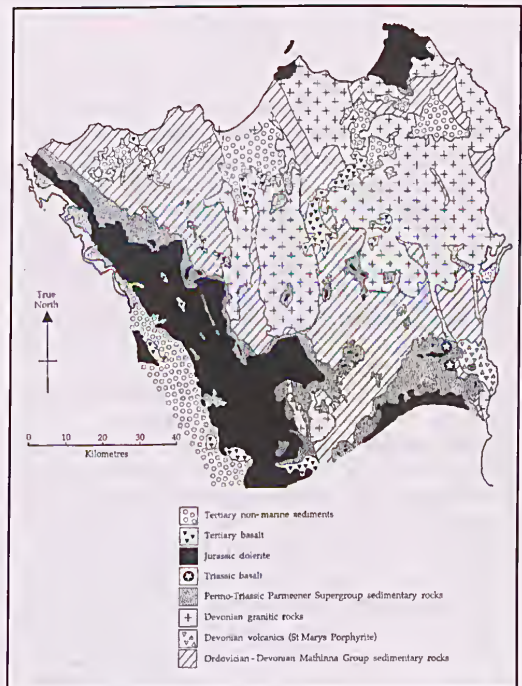 True
North
0 10 20 30 40
Kilometres
Tertiary non-marine sediments
Tertiary basalt
Jurassic dolerite
Triassic basalt
Permo-Triassic Parmeener Supergroup sedimentary rocks
Devonian granitic rocks
Devonian volcanics (St Marys Porphyrite)
Ordovician-Devonian Mathinna Group sedimentary rocks